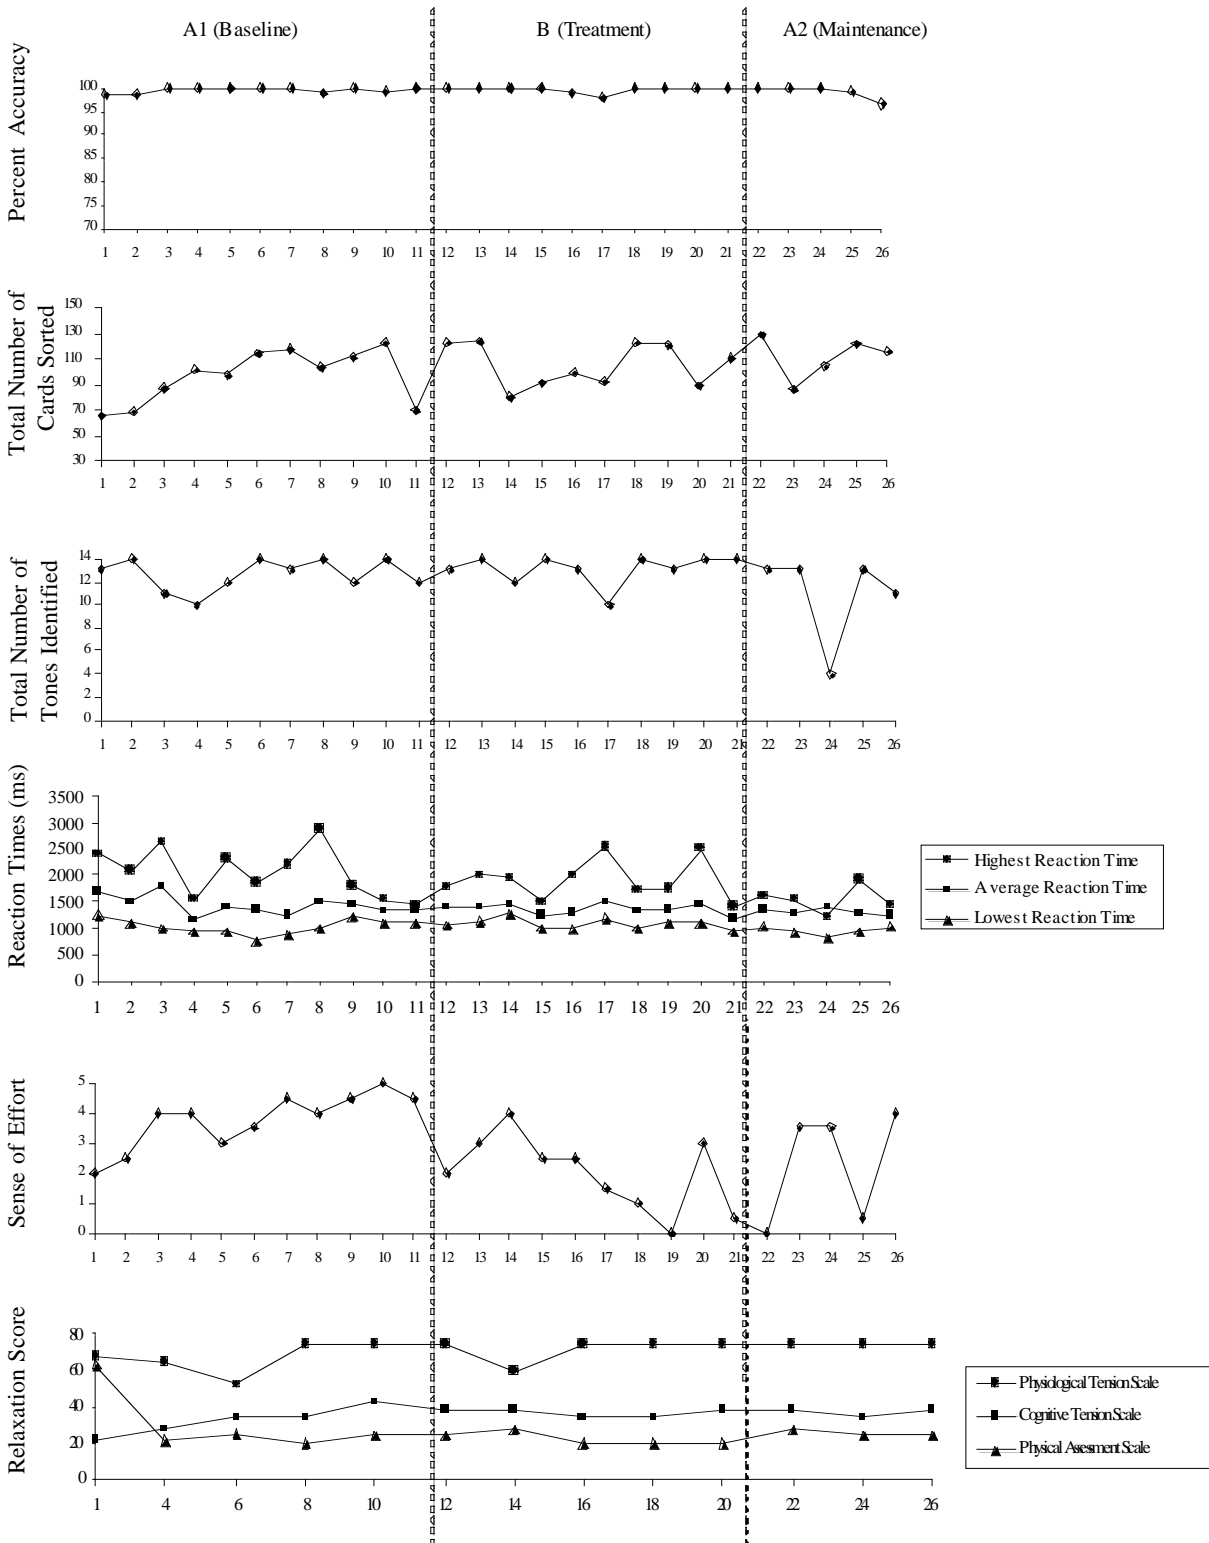 A1 (Baseline)
B (Treatment)
A2 (Maintenance)
Percent Accuracy
100
95
90
85
80
75
70
1 2 3 4 5 6 7 8 9 10 11 12 13 14 15 16 17 18 19 20 21 22 23 24 25 26
Total Number of
Cards Sorted
150
130
110
90
70
50
30
1 2 3 4 5 6 7 8 9 10 11 12 13 14 15 16 17 18 19 20 21 22 23 24 25 26
Total Number of
Tones Identified
14
12
10
8
6
4
2
0
1 2 3 4 5 6 7 8 9 10 11 12 13 14 15 16 17 18 19 20 21 22 23 24 25 26
Reaction Times (ms)
3500
3000
2500
2000
1500
1000
500
0
1 2 3 4 5 6 7 8 9 10 11 12 13 14 15 16 17 18 19 20 21 22 23 24 25 26
Highest Reaction Time
Average Reaction Time
Lowest Reaction Time
Sense of Effort
5
4
3
2
1
0
1 2 3 4 5 6 7 8 9 10 11 12 13 14 15 16 17 18 19 20 21 22 23 24 25 26
Relaxation Score
80
60
40
20
0
1 4 6 8 10 12 14 16 18 20 22 24 26
Physiological Tension Scale
Cognitive Tension Scale
Physical Assesment Scale